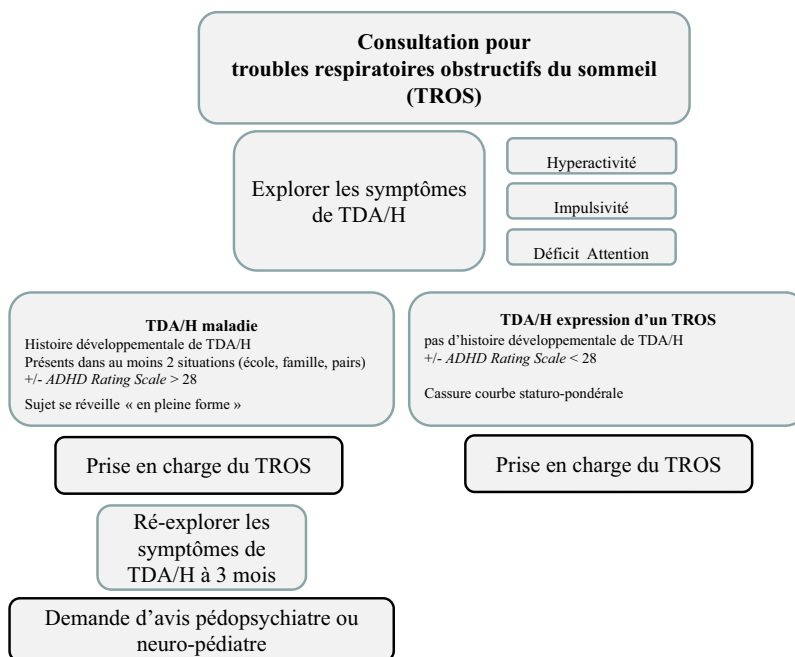 Consultation pour
troubles respiratoires obstructifs du sommeil
(TROS)
Explorer les symptômes
de TDA/H
Hyperactivité
Impulsivité
Déficit Attention
TDA/H maladie
Histoire développementale de TDA/H
Présents dans au moins 2 situations (école, famille, pairs)
+/- ADHD Rating Scale > 28
Sujet se réveille « en pleine forme »
TDA/H expression d’un TROS
pas d’histoire développementale de TDA/H
+/- ADHD Rating Scale < 28
Cassure courbe staturo-pondérale
Prise en charge du TROS
Prise en charge du TROS
Ré-explorer les
symptômes de
TDA/H à 3 mois
Demande d’avis pédopsychiatre ou
neuro-pédiatre